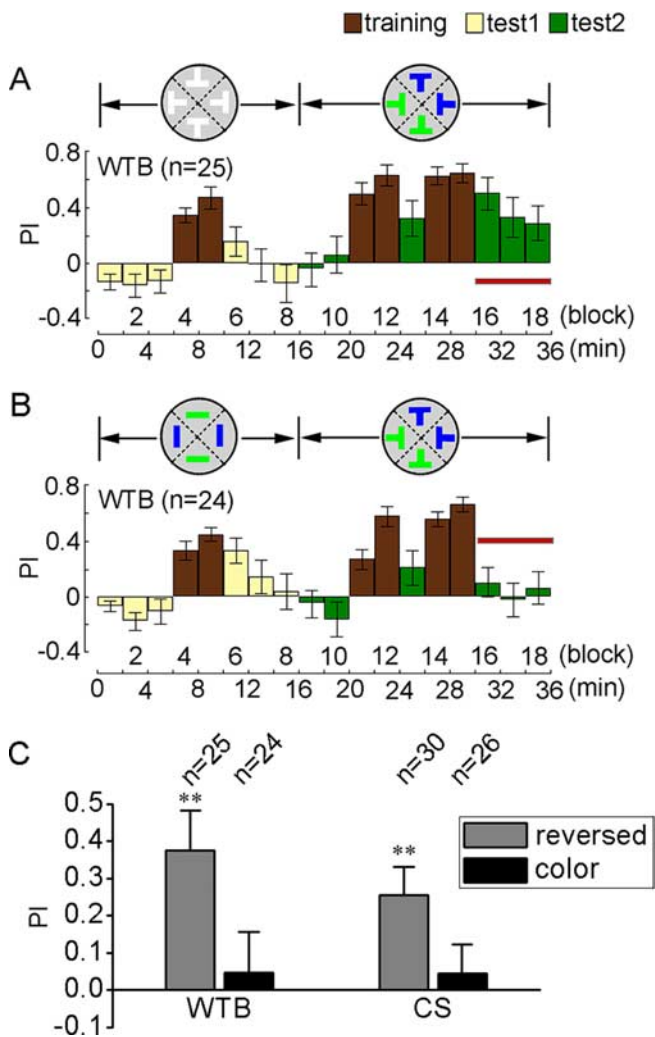 training test1 test2
A
WTB (n=25)
0.8
0.4
0
-0.4
PI
2 4 6 8 10 12 14 16 18 (block)
0 4 8 12 16 20 24 28 32 36 (min)
B
WTB (n=24)
0.8
0.4
0
-0.4
PI
2 4 6 8 10 12 14 16 18 (block)
0 4 8 12 16 20 24 28 32 36 (min)
C
n=25 n=24 n=30 n=26
** **
0.5
0.4
0.3
0.2
0.1
0.0
-0.1
PI
reversed
color
WTB CS